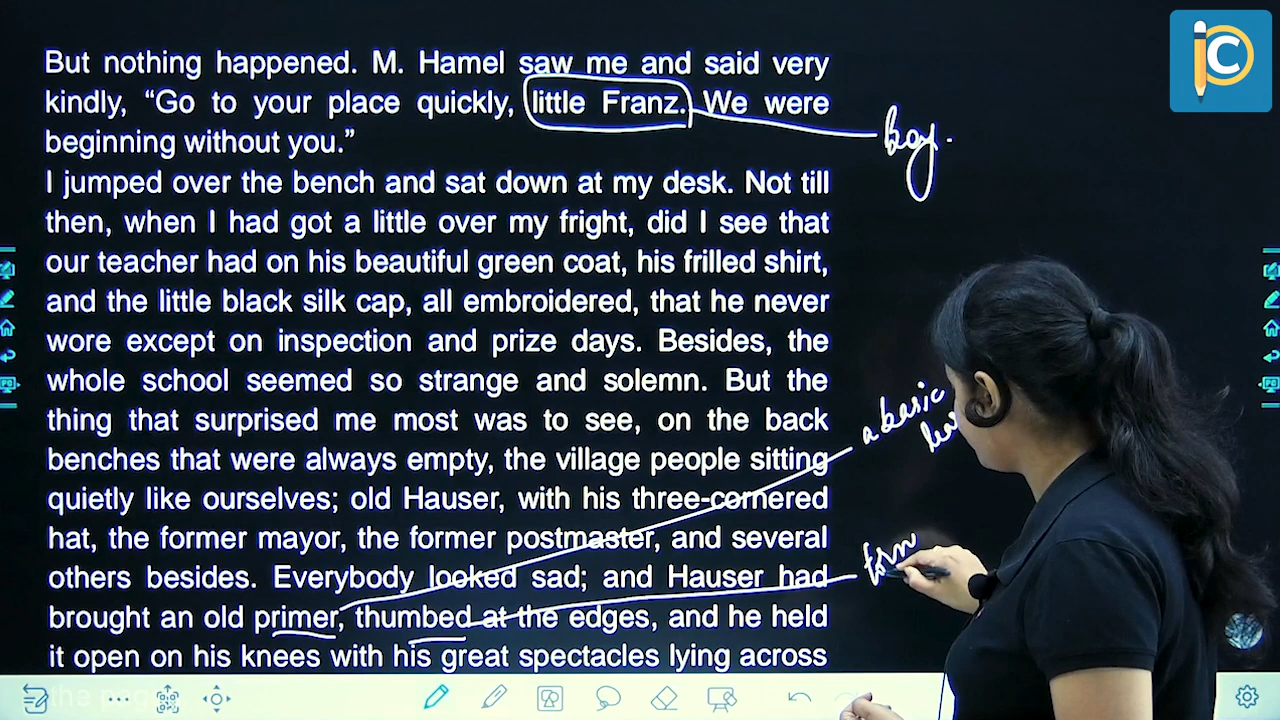 But nothing happened. M. Hamel saw me and said very
kindly, “Go to your place quickly, little Franz. We were
beginning without you.”
Boy.
I jumped over the bench and sat down at my desk. Not till
then, when I had got a little over my fright, did I see that
our teacher had on his beautiful green coat, his frilled shirt,
and the little black silk cap, all embroidered, that he never
wore except on inspection and prize days. Besides, the
whole school seemed so strange and solemn. But the
thing that surprised me most was to see, on the back
benches that were always empty, the village people sitting
quietly like ourselves; old Hauser, with his three-cornered
hat, the former mayor, the former postmaster, and several
others besides. Everybody looked sad; and Hauser had
brought an old primer, thumbed at the edges, and he held
it open on his knees with his great spectacles lying across
the page
a basic
PC